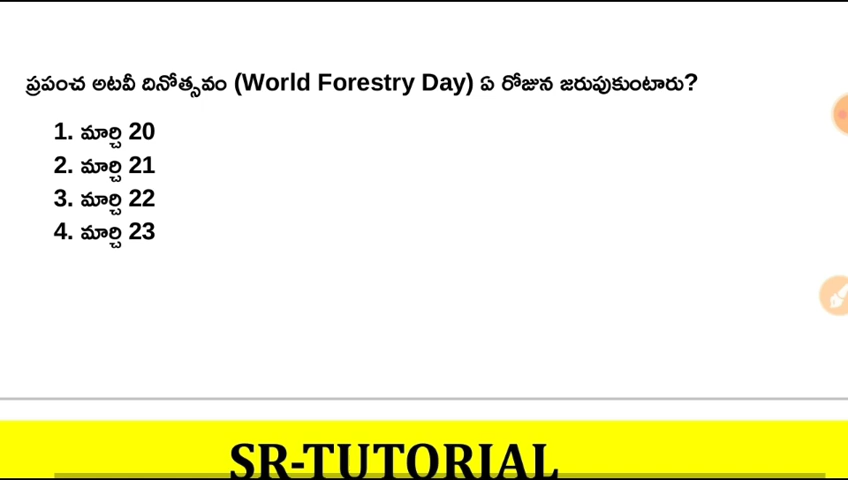 ప్రపంచ అటవీ దినోత్సవం (World Forestry Day) ఏ రోజున జరుపుకుంటారు?
1. మార్చి 20
2. మార్చి 21
3. మార్చి 22
4. మార్చి 23
SR-TUTORIAL